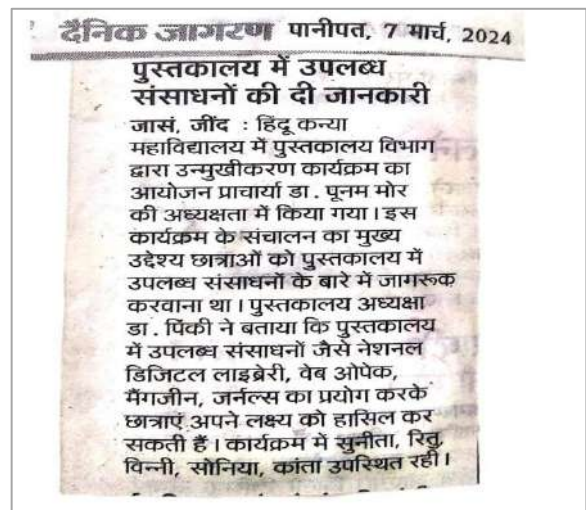 दैनिक जागरण पानीपत, 7 मार्च, 2024
पुस्तकालय में उपलब्ध
संसाधनों की दी जानकारी
जासं, जींद : हिंदू कन्या
महाविद्यालय में पुस्तकालय विभाग
द्वारा उन्मुखीकरण कार्यक्रम का
आयोजन प्राचार्या डा. पूनम मोर
की अध्यक्षता में किया गया। इस
कार्यक्रम के संचालन का मुख्य
उद्देश्य छात्राओं को पुस्तकालय में
उपलब्ध संसाधनों के बारे में जागरूक
करवाना था। पुस्तकालय अध्यक्षा
डा. पिंकी ने बताया कि पुस्तकालय
में उपलब्ध संसाधनों जैसे नेशनल
डिजिटल लाइब्रेरी, वेब ओपेक,
मैंगजीन, जर्नल्स का प्रयोग करके
छात्राएं अपने लक्ष्य को हासिल कर
सकती हैं। कार्यक्रम में सुनीता, रितु,
विन्नी, सोनिया, कांता उपस्थित रही।